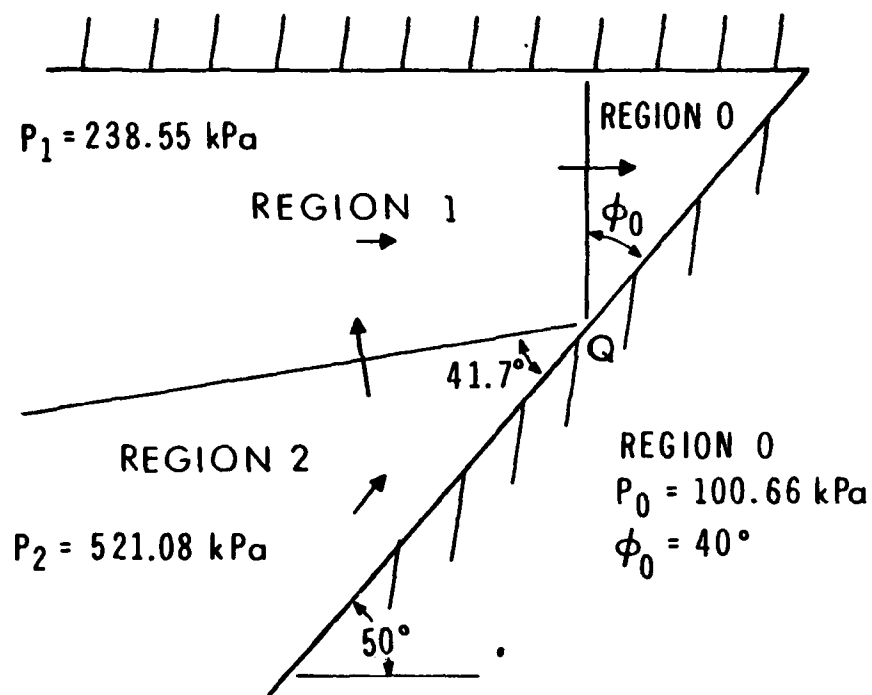 REGION 0
P₁ = 238.55 kPa
REGION 1
ϕ₀
Q
41.7°
REGION 2
REGION 0
P₀ = 100.66 kPa
P₂ = 521.08 kPa
ϕ₀ = 40°
50°